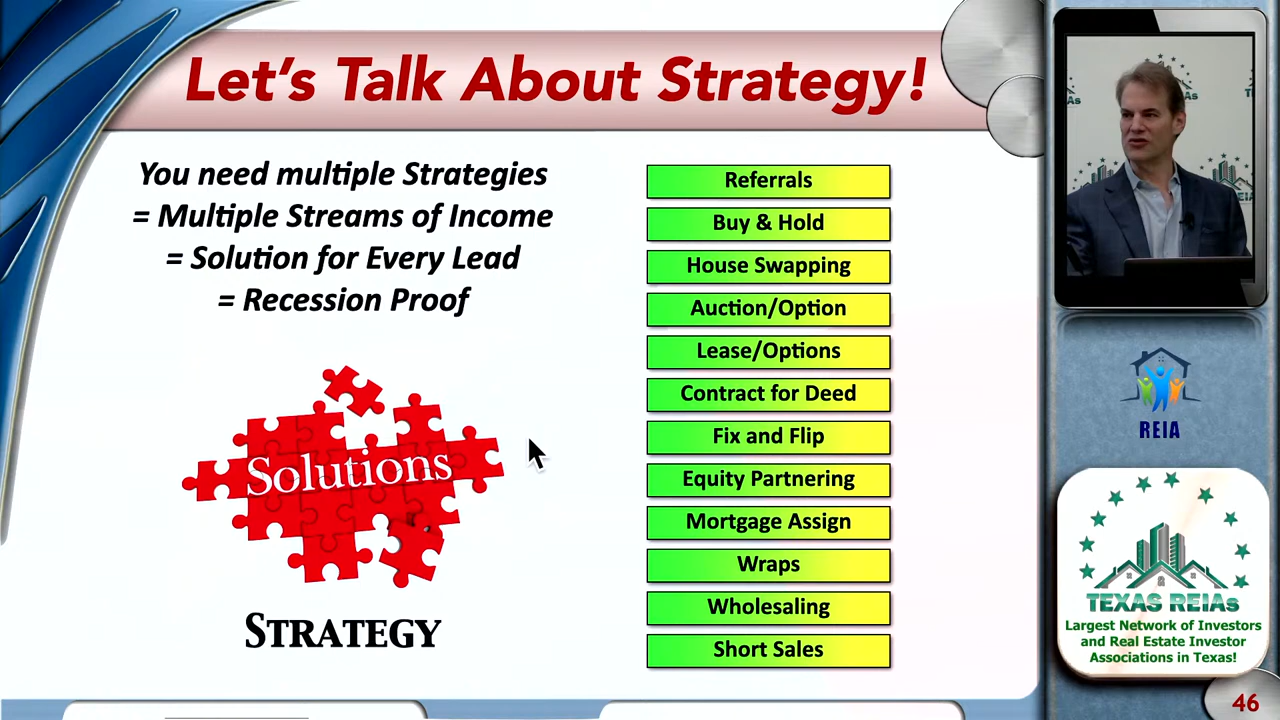 Let's Talk About Strategy!
You need multiple Strategies
= Multiple Streams of Income
= Solution for Every Lead
= Recession Proof
Solutions
STRATEGY
Referrals
Buy & Hold
House Swapping
Auction/Option
Lease/Options
Contract for Deed
Fix and Flip
Equity Partnering
Mortgage Assign
Wraps
Wholesaling
Short Sales
REIA
TEXAS REIAs
Largest Network of Investors
and Real Estate Investor
Associations in Texas!
46